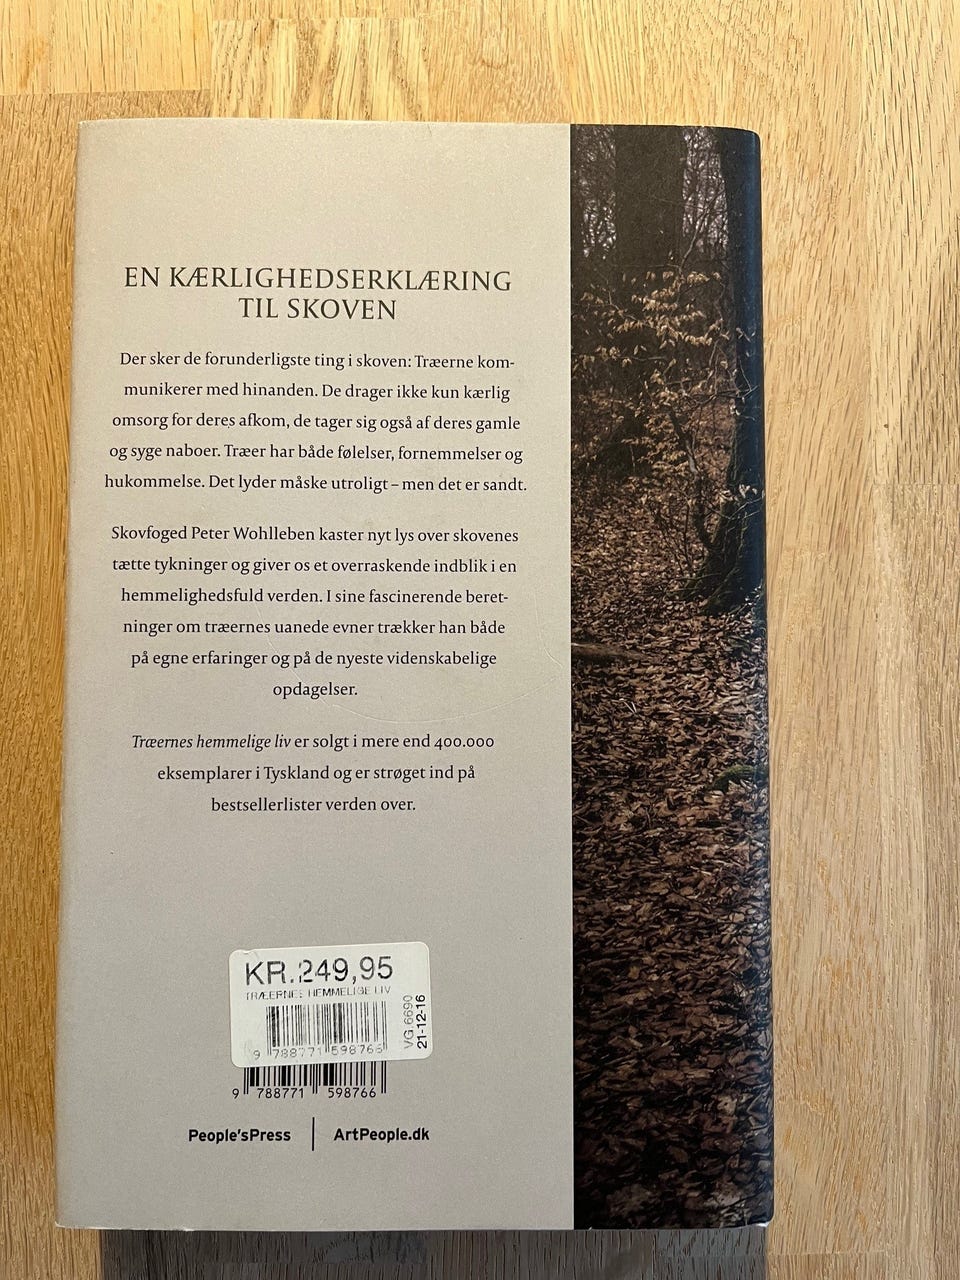 EN KÆRLIGHEDSERKLÆRING
TIL SKOVEN
Der sker de forunderligste ting i skoven: Træerne kom-
munikerer med hinanden. De drager ikke kun kærlig
omsorg for deres afkom, de tager sig også af deres gamle
og syge naboer. Træer har både følelser, fornemmelser og
hukommelse. Det lyder måske utroligt – men det er sandt.
Skovfoged Peter Wohlleben kaster nyt lys over skovenes
tætte tykninger og giver os et overraskende indblik i en
hemmelighedsfuld verden. I sine fascinerende beret-
ninger om træernes uanede evner trækker han både
på egne erfaringer og på de nyeste videnskabelige
opdagelser.
Træernes hemmelige liv er solgt i mere end 400.000
eksemplarer i Tyskland og er strøget ind på
bestsellerlister verden over.
KR.249,95
TRÆERNES HEMMELIGE LIV
VG 6690
21-12-16
9 788771 598766
9 788771 598766
People'sPress | ArtPeople.dk